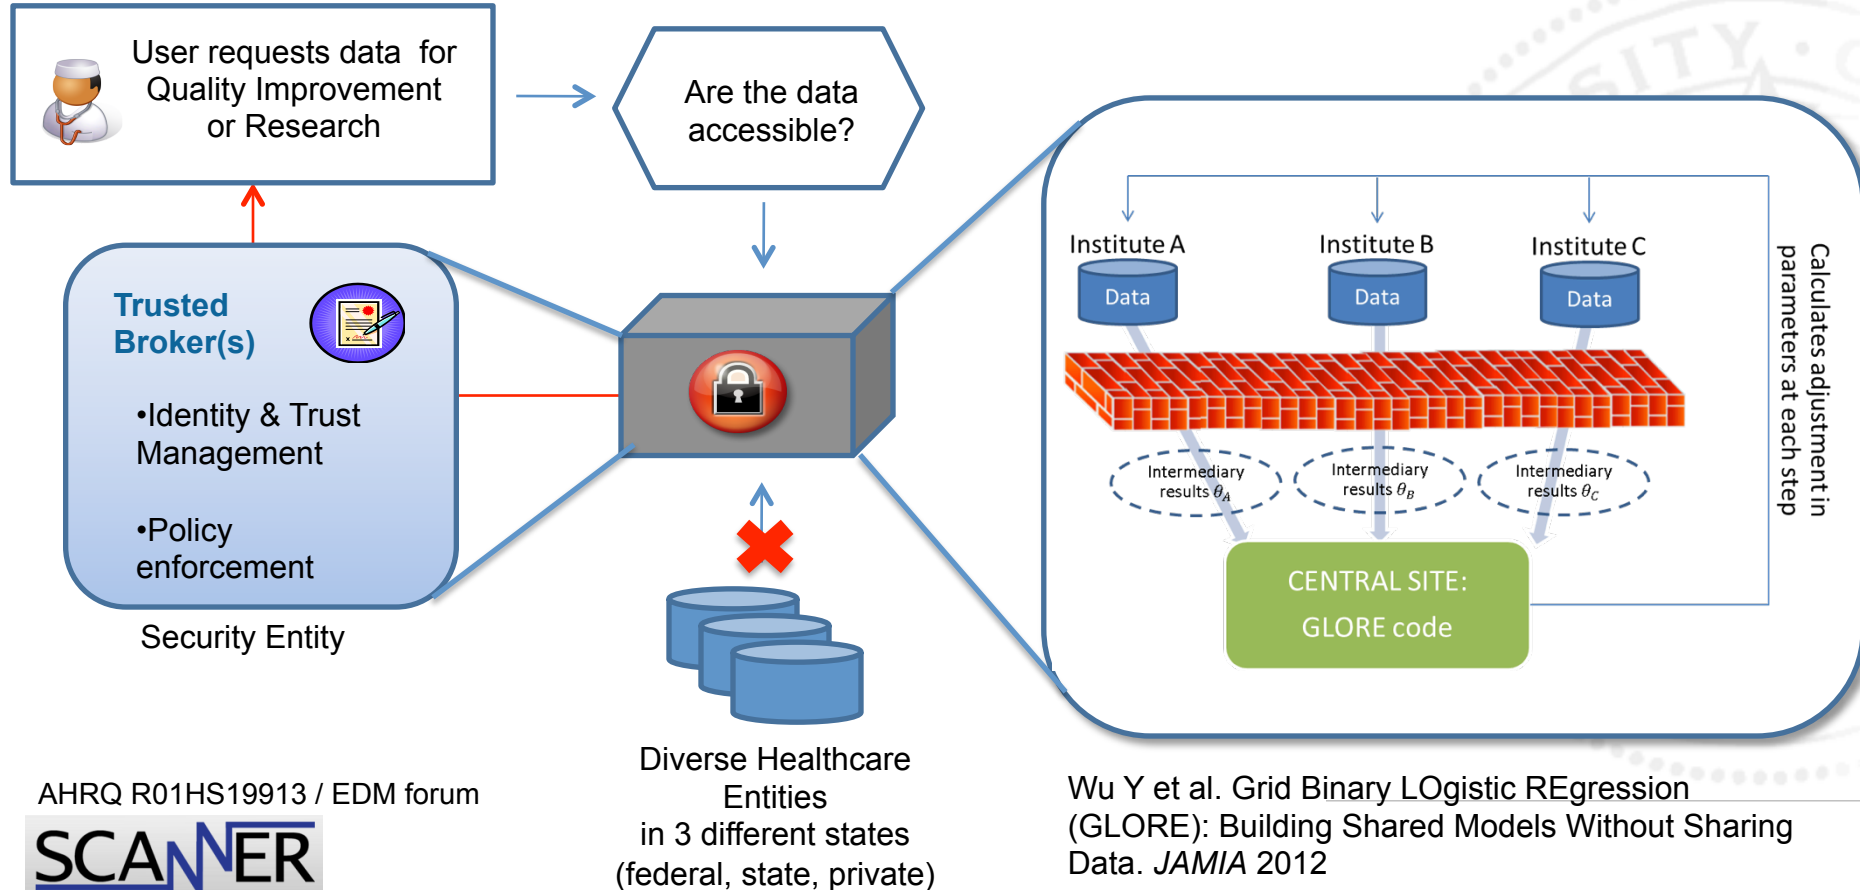 User requests data for
Quality Improvement
or Research
Are the data
accessible?
Trusted
Broker(s)
•Identity & Trust
Management
•Policy
enforcement
Security Entity
Diverse Healthcare
Entities
in 3 different states
(federal, state, private)
SITY
Institute A
Institute B
Institute C
Data
Data
Data
Intermediary
results θA
Intermediary
results θB
Intermediary
results θC
CENTRAL SITE:
GLORE code
Calculates adjustment in
parameters at each step
AHRQ R01HS19913 / EDM forum
SCANNER
Wu Y et al. Grid Binary LOgistic REgression
(GLORE): Building Shared Models Without Sharing
Data. JAMIA 2012